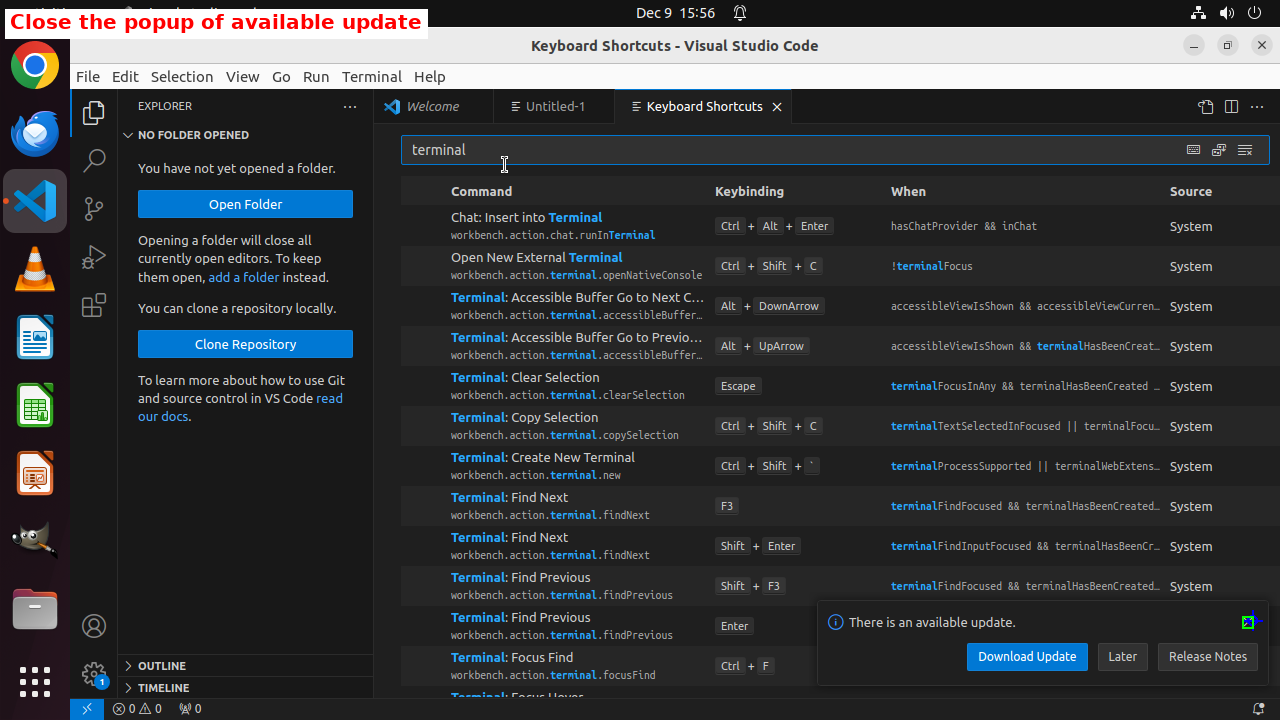 Close the popup of available update
Dec 9 15:56
Keyboard Shortcuts - Visual Studio Code
File Edit Selection View Go Run Terminal Help
EXPLORER
Welcome
Untitled-1
Keyboard Shortcuts
NO FOLDER OPENED
You have not yet opened a folder.
Open Folder
Opening a folder will close all
currently open editors. To keep
them open, add a folder instead.
You can clone a repository locally.
Clone Repository
To learn more about how to use Git
and source control in VS Code read
our docs.
OUTLINE
TIMELINE
terminal
Command Keybinding When Source
Chat: Insert into Terminal
workbench.action.chat.runInTerminal
Ctrl + Alt + Enter hasChatProvider && inChat System
Open New External Terminal
workbench.action.terminal.openNativeConsole
Ctrl + Shift + C !terminalFocus System
Terminal: Accessible Buffer Go to Next C...
workbench.action.terminal.accessibleBuffer...
Alt + DownArrow accessibleViewIsShown && accessibleViewCurren... System
Terminal: Accessible Buffer Go to Previo...
workbench.action.terminal.accessibleBuffer...
Alt + UpArrow accessibleViewIsShown && terminalHasBeenCreat... System
Terminal: Clear Selection
workbench.action.terminal.clearSelection
Escape terminalFocusInAny && terminalHasBeenCreated ... System
Terminal: Copy Selection
workbench.action.terminal.copySelection
Ctrl + Shift + C terminalTextSelectedInFocused || terminalFocu... System
Terminal: Create New Terminal
workbench.action.terminal.new
Ctrl + Shift + ` terminalProcessSupported || terminalWebExtens... System
Terminal: Find Next
workbench.action.terminal.findNext
F3 terminalFindFocused && terminalHasBeenCreated... System
Terminal: Find Next
workbench.action.terminal.findNext
Shift + Enter terminalFindInputFocused && terminalHasBeenCr... System
Terminal: Find Previous
workbench.action.terminal.findPrevious
Shift + F3 terminalFindFocused && terminalHasBeenCreated... System
Terminal: Find Previous
workbench.action.terminal.findPrevious
Enter
Terminal: Focus Find
workbench.action.terminal.focusFind
Ctrl + F
Terminal: Focus Hover
There is an available update.
Download Update Later Release Notes
1
0 0 0